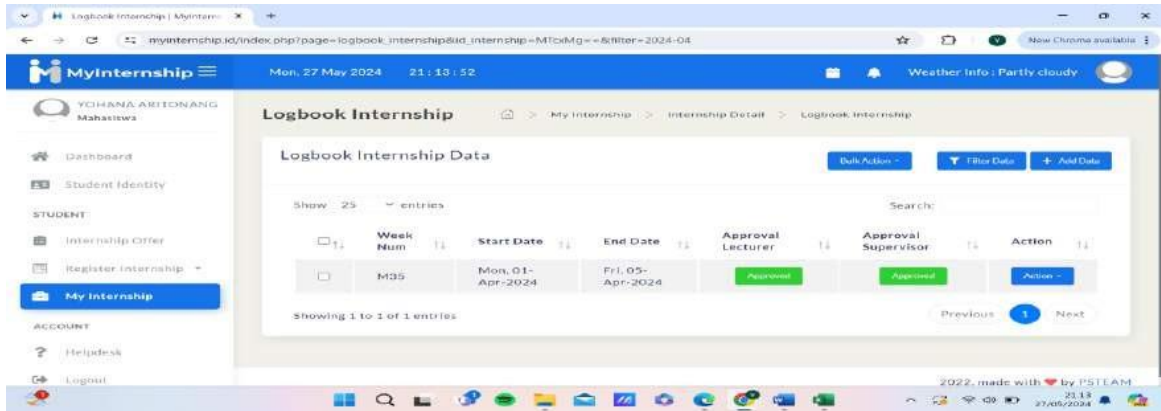 Logbook Internship | MyIntern
myinternship.id/index.php?page=logbook_internship&id_internship=MTcxMg==&filter=2024-04
New Chrome available
MyInternship
Mon, 27 May 2024 21:13:52
Weather Info : Partly cloudy
YOHANA ARITONANG
Mahasiswa
Logbook Internship
> My Internship > Internship Detail > Logbook Internship
Dashboard
Student Identity
STUDENT
Internship Offer
Register Internship
My Internship
ACCOUNT
Helpdesk
Logout
Logbook Internship Data
Bulk Action
Filter Data
+ Add Data
Show 25 entries
Search:
Week Num
Start Date
End Date
Approval Lecturer
Approval Supervisor
Action
M35
Mon, 01-Apr-2024
Fri, 05-Apr-2024
Approved
Approved
Action
Showing 1 to 1 of 1 entries
Previous 1 Next
2022, made with ❤ by PSTEAM
21.13
27/05/2024